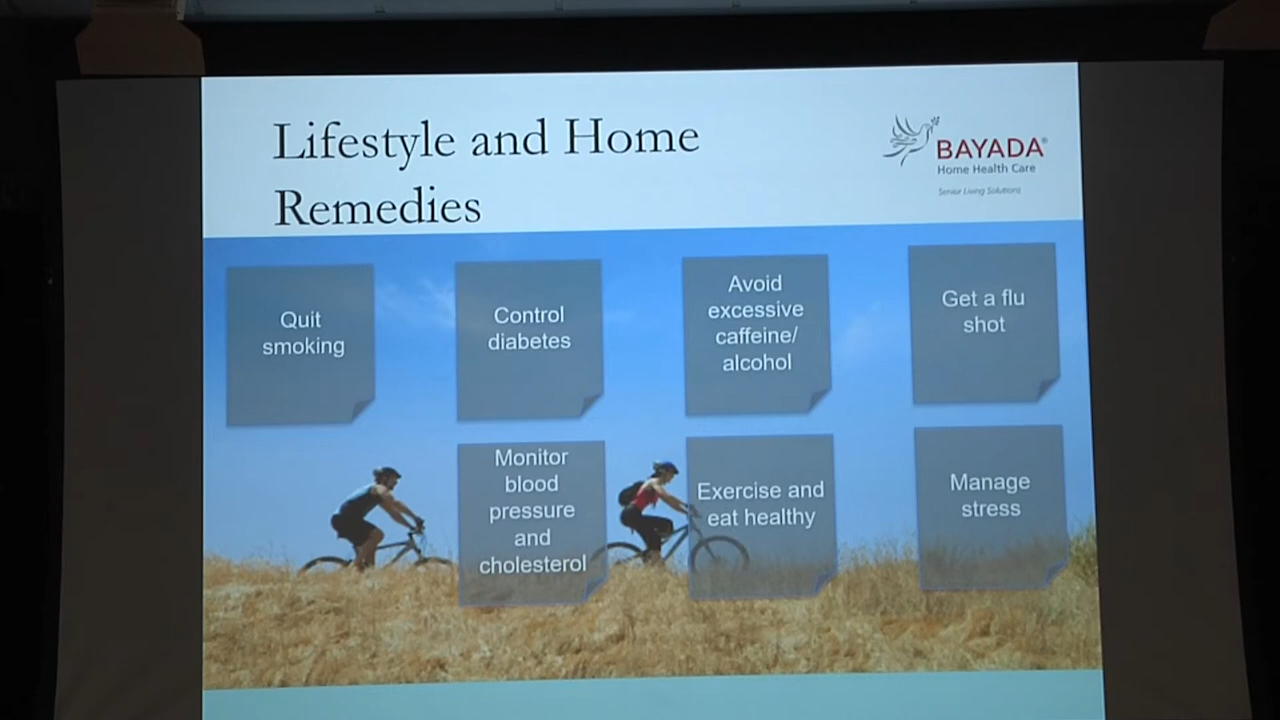 Lifestyle and Home
Remedies
BAYADA®
Home Health Care
Senior Living Solutions
Quit
smoking
Control
diabetes
Avoid
excessive
caffeine/
alcohol
Get a flu
shot
Monitor
blood
pressure
and
cholesterol
Exercise and
eat healthy
Manage
stress